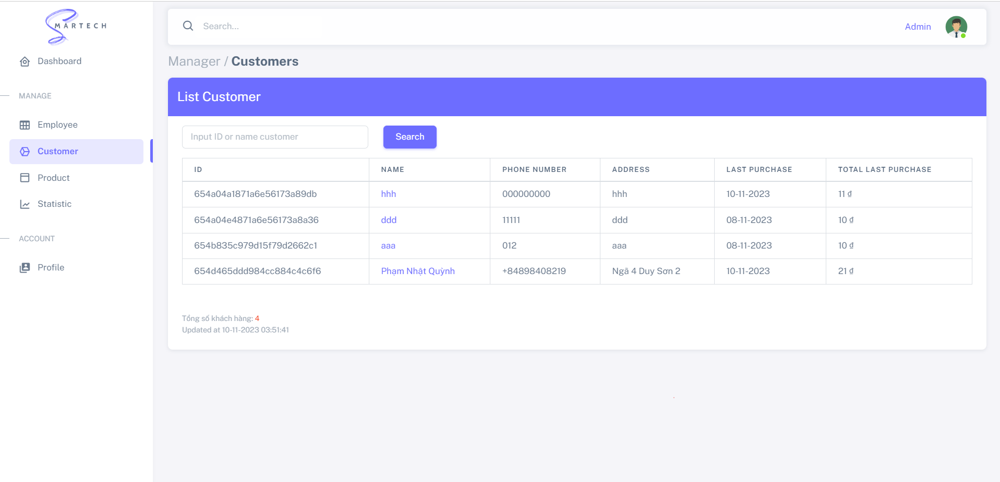 MARTECH
Search...
Admin
Dashboard
MANAGE
Employee
Customer
Product
Statistic
ACCOUNT
Profile
Manager / Customers
List Customer
Input ID or name customer
Search
ID NAME PHONE NUMBER ADDRESS LAST PURCHASE TOTAL LAST PURCHASE
654a04a1871a6e56173a89db hhh 000000000 hhh 10-11-2023 11 ₫
654a04e4871a6e56173a8a36 ddd 11111 ddd 08-11-2023 10 ₫
654b835c979d15f79d2662c1 aaa 012 aaa 08-11-2023 10 ₫
654d465ddd984cc884c4c6f6 Phạm Nhật Quỳnh +84898408219 Ngã 4 Duy Sơn 2 10-11-2023 21 ₫
Tổng số khách hàng: 4
Updated at 10-11-2023 03:51:41